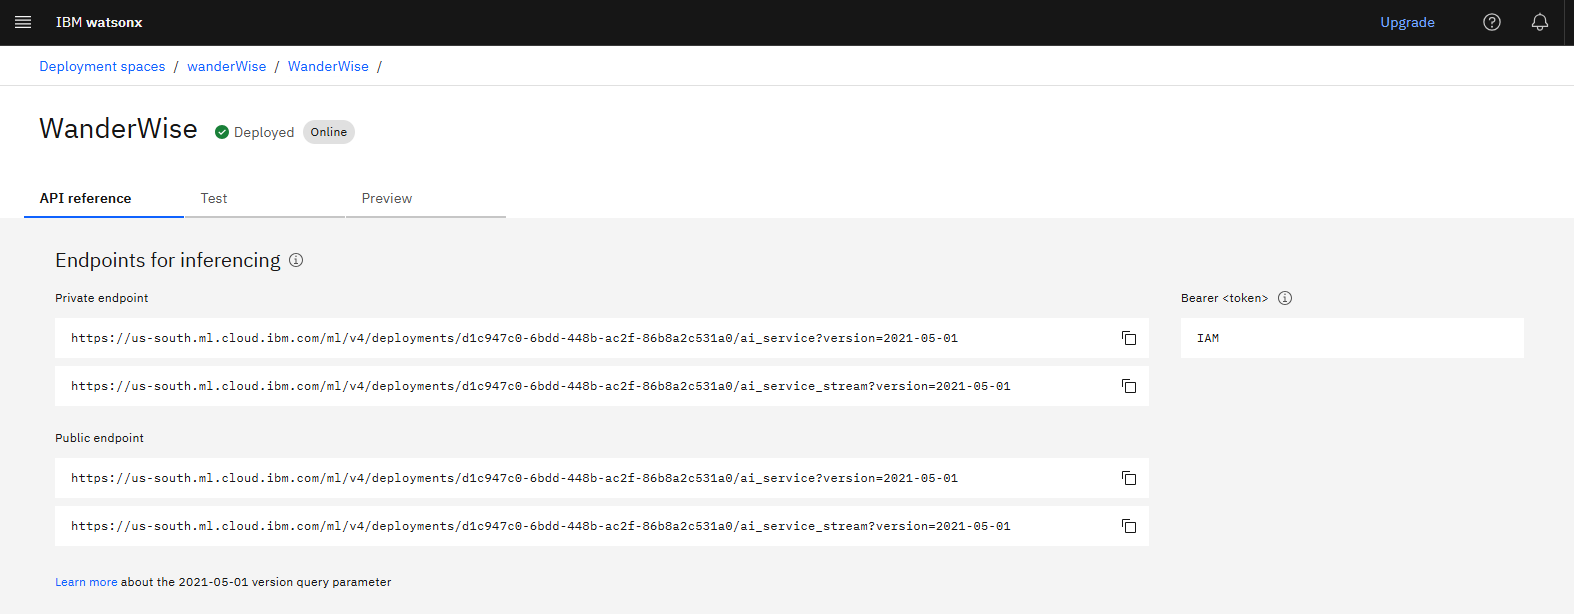 IBM watsonx
Upgrade
Deployment spaces / wanderWise / WanderWise /
WanderWise Deployed Online
API reference Test Preview
Endpoints for inferencing
Private endpoint
Bearer <token>
https://us-south.ml.cloud.ibm.com/ml/v4/deployments/d1c947c0-6bdd-448b-ac2f-86b8a2c531a0/ai_service?version=2021-05-01
IAM
https://us-south.ml.cloud.ibm.com/ml/v4/deployments/d1c947c0-6bdd-448b-ac2f-86b8a2c531a0/ai_service_stream?version=2021-05-01
Public endpoint
https://us-south.ml.cloud.ibm.com/ml/v4/deployments/d1c947c0-6bdd-448b-ac2f-86b8a2c531a0/ai_service?version=2021-05-01
https://us-south.ml.cloud.ibm.com/ml/v4/deployments/d1c947c0-6bdd-448b-ac2f-86b8a2c531a0/ai_service_stream?version=2021-05-01
Learn more about the 2021-05-01 version query parameter